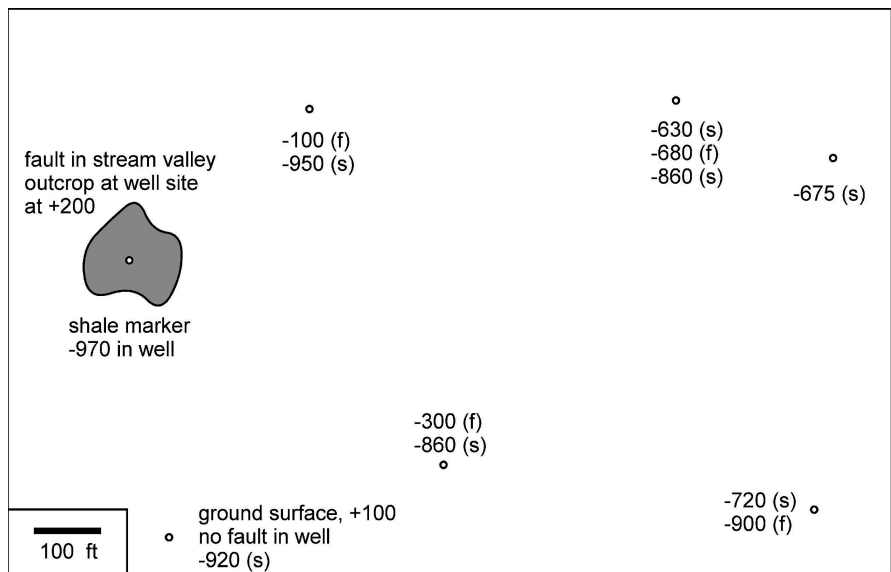 -100 (f)
-950 (s)
-630 (s)
-680 (f)
-860 (s)
-675 (s)
fault in stream valley
outcrop at well site
at +200
shale marker
-970 in well
-300 (f)
-860 (s)
ground surface, +100
no fault in well
-920 (s)
-720 (s)
-900 (f)
100 ft